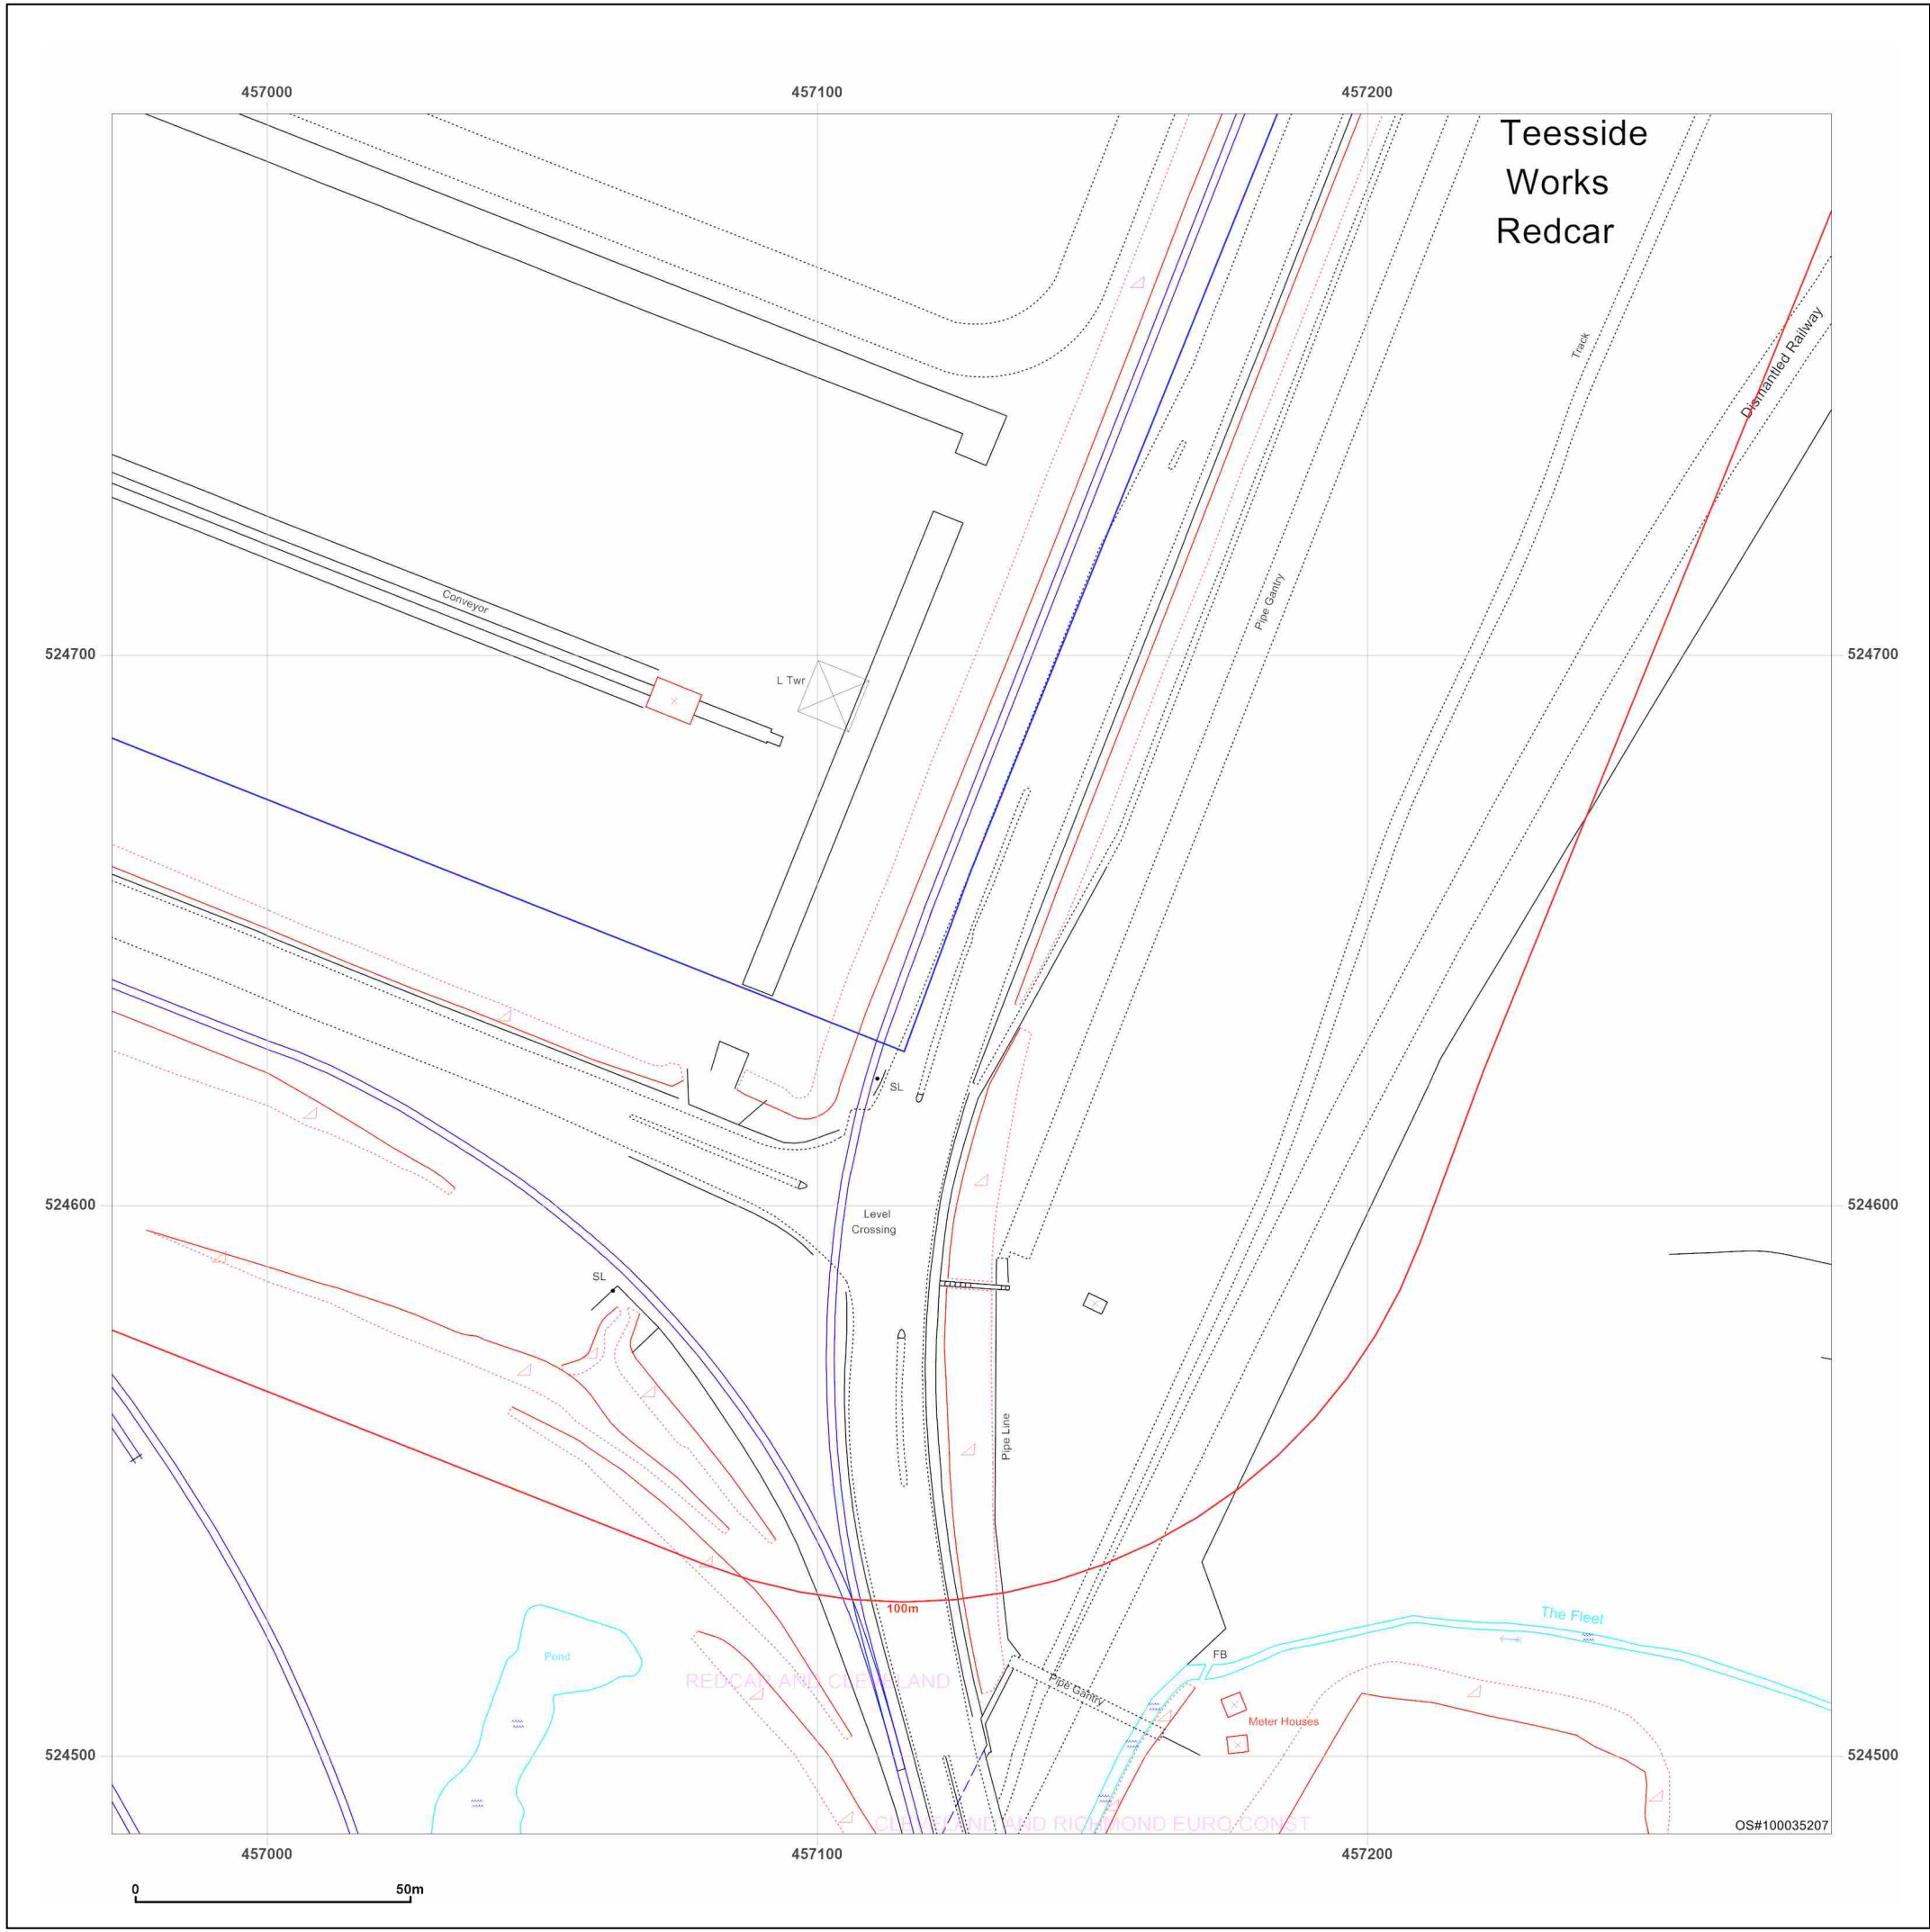 457000
457100
457200
Teesside
Works
Redcar
Track
Dismantled Railway
Pipe Gantry
Conveyor
524700
524700
L Twr
SL
524600
524600
Level
Crossing
SL
Pipe Line
100m
The Fleet
Pond
FB
REDCAR AND CLEVELAND
Pipe Gantry
Meter Houses
524500
524500
CLEVELAND AND RICHMOND EURO CONST
OS#100035207
457000
457100
457200
0
50m